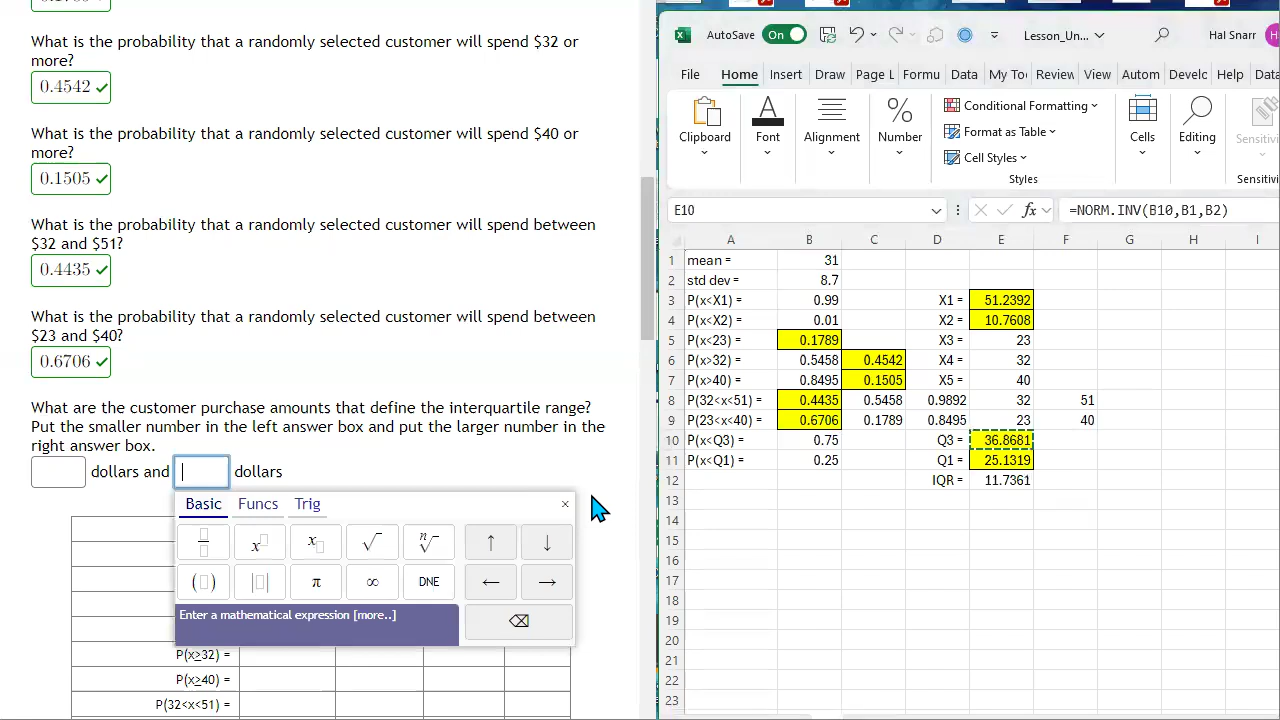 What is the probability that a randomly selected customer will spend $32 or
more?
0.4542
What is the probability that a randomly selected customer will spend $40 or
more?
0.1505
What is the probability that a randomly selected customer will spend between
$32 and $51?
0.4435
What is the probability that a randomly selected customer will spend between
$23 and $40?
0.6706
What are the customer purchase amounts that define the interquartile range?
Put the smaller number in the left answer box and put the larger number in the
right answer box.
dollars and dollars
Basic Funcs Trig ×
x x √ n√ ↑ ↓
() || π ∞ DNE ← →
Enter a mathematical expression [more..]
P(x≥32) =
P(x≥40) =
P(32<x<51) =
AutoSave On Lesson_Un... Hal Snarr
File Home Insert Draw Page L Formu Data My Too Review View Autom Develc Help Data
Clipboard Font Alignment Number Conditional Formatting Cells Editing Sensitiv
Format as Table
Cell Styles
Styles Sensitivi
E10 fx =NORM.INV(B10,B1,B2)
A B C D E F G H I
1 mean = 31
2 std dev = 8.7
3 P(x<X1) = 0.99 X1 = 51.2392
4 P(x<X2) = 0.01 X2 = 10.7608
5 P(x<23) = 0.1789 X3 = 23
6 P(x>32) = 0.5458 0.4542 X4 = 32
7 P(x>40) = 0.8495 0.1505 X5 = 40
8 P(32<x<51) = 0.4435 0.5458 0.9892 32 51
9 P(23<x<40) = 0.6706 0.1789 0.8495 23 40
10 P(x<Q3) = 0.75 Q3 = 36.8681
11 P(x<Q1) = 0.25 Q1 = 25.1319
12 IQR = 11.7361
13
14
15
16
17
18
19
20
21
22
23